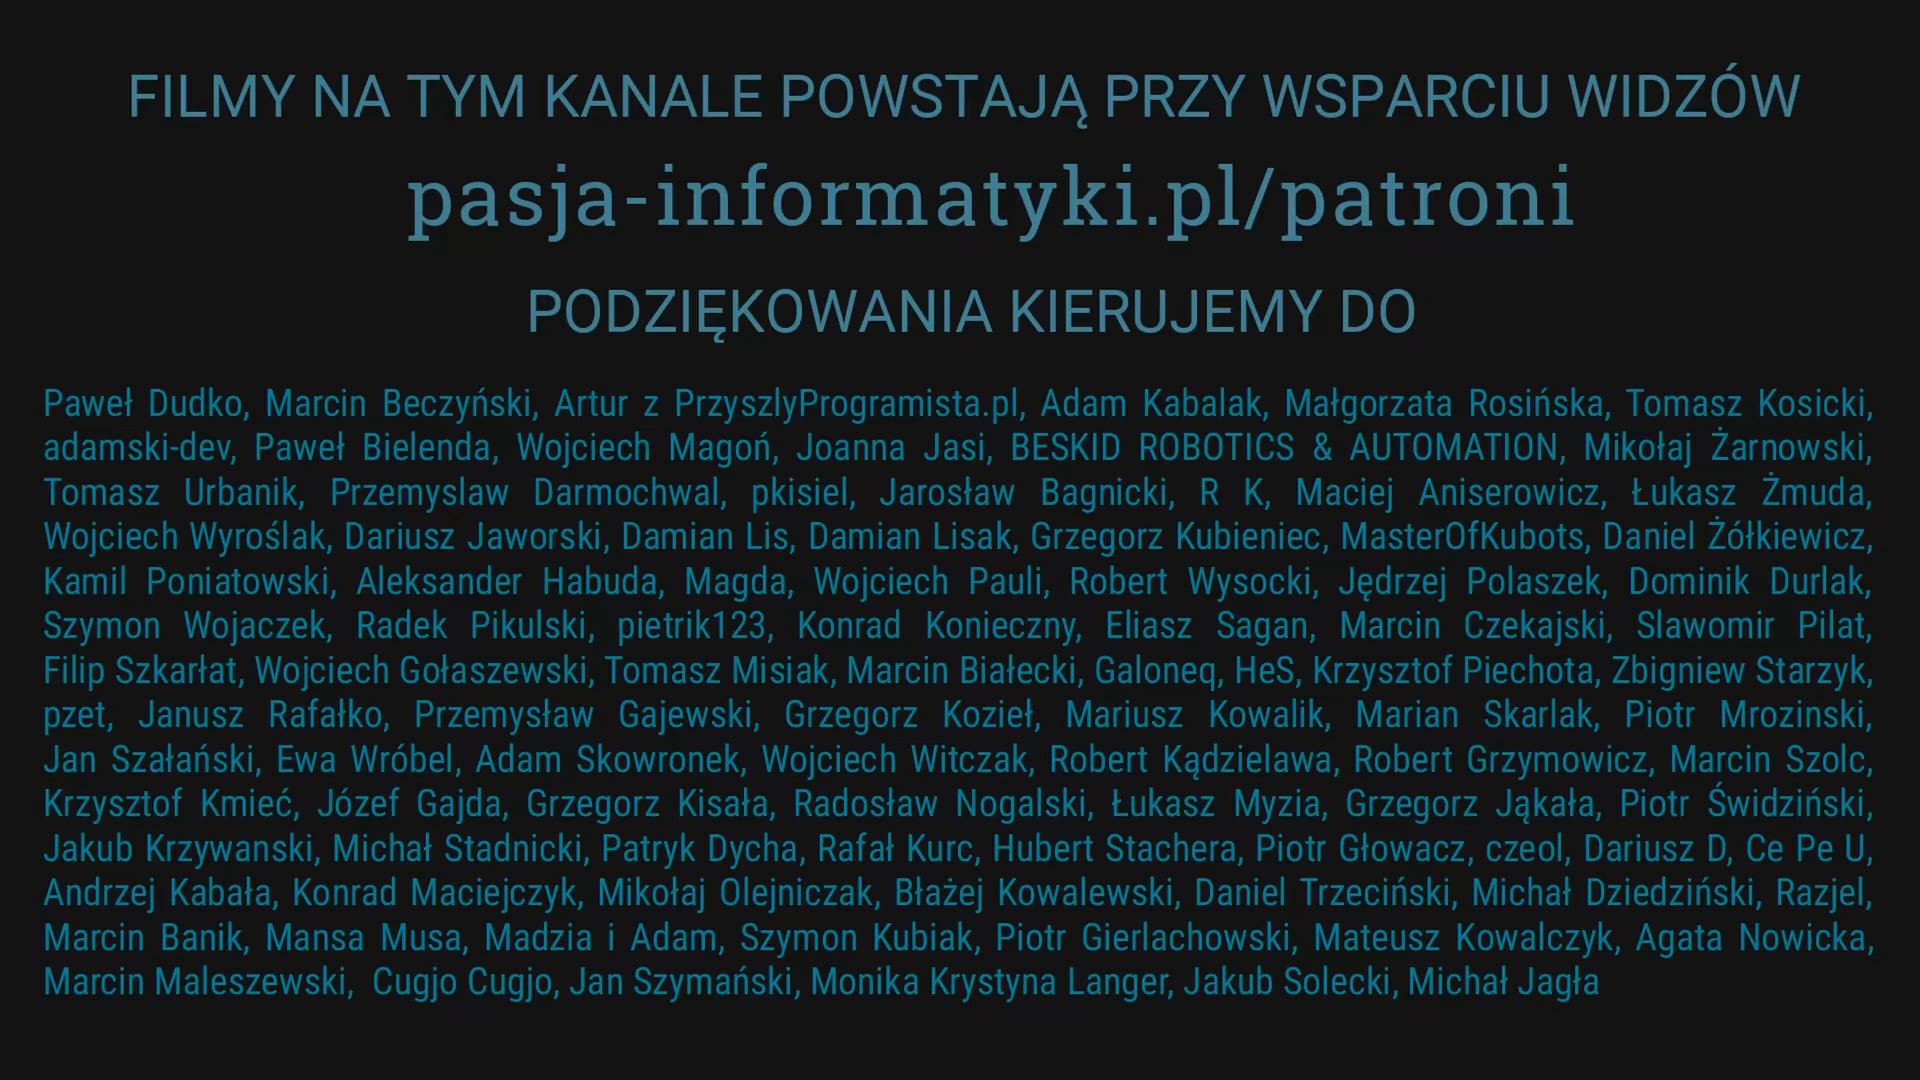 FILMY NA TYM KANALE POWSTAJĄ PRZY WSPARCIU WIDZÓW
pasja-informatyki.pl/patroni
PODZIĘKOWANIA KIERUJEMY DO
Paweł Dudko, Marcin Beczyński, Artur z PrzyszlyProgramista.pl, Adam Kabalak, Małgorzata Rosińska, Tomasz Kosicki,
adamski-dev, Paweł Bielenda, Wojciech Magoń, Joanna Jasi, BESKID ROBOTICS & AUTOMATION, Mikołaj Żarnowski,
Tomasz Urbanik, Przemyslaw Darmochwal, pkisiel, Jarosław Bagnicki, R K, Maciej Aniserowicz, Łukasz Żmuda,
Wojciech Wyroślak, Dariusz Jaworski, Damian Lis, Damian Lisak, Grzegorz Kubieniec, MasterOfKubots, Daniel Żółkiewicz,
Kamil Poniatowski, Aleksander Habuda, Magda, Wojciech Pauli, Robert Wysocki, Jędrzej Polaszek, Dominik Durlak,
Szymon Wojaczek, Radek Pikulski, pietrik123, Konrad Konieczny, Eliasz Sagan, Marcin Czekajski, Slawomir Pilat,
Filip Szkarłat, Wojciech Gołaszewski, Tomasz Misiak, Marcin Białecki, Galoneq, HeS, Krzysztof Piechota, Zbigniew Starzyk,
pzet, Janusz Rafałko, Przemysław Gajewski, Grzegorz Kozieł, Mariusz Kowalik, Marian Skarlak, Piotr Mrozinski,
Jan Szałański, Ewa Wróbel, Adam Skowronek, Wojciech Witczak, Robert Kądzielawa, Robert Grzymowicz, Marcin Szolc,
Krzysztof Kmieć, Józef Gajda, Grzegorz Kisała, Radosław Nogalski, Łukasz Myzia, Grzegorz Jąkała, Piotr Świdziński,
Jakub Krzywanski, Michał Stadnicki, Patryk Dycha, Rafał Kurc, Hubert Stachera, Piotr Głowacz, czeol, Dariusz D, Ce Pe U,
Andrzej Kabała, Konrad Maciejczyk, Mikołaj Olejniczak, Błażej Kowalewski, Daniel Trzeciński, Michał Dziedziński, Razjel,
Marcin Banik, Mansa Musa, Madzia i Adam, Szymon Kubiak, Piotr Gierlachowski, Mateusz Kowalczyk, Agata Nowicka,
Marcin Maleszewski, Cugjo Cugjo, Jan Szymański, Monika Krystyna Langer, Jakub Solecki, Michał Jagła